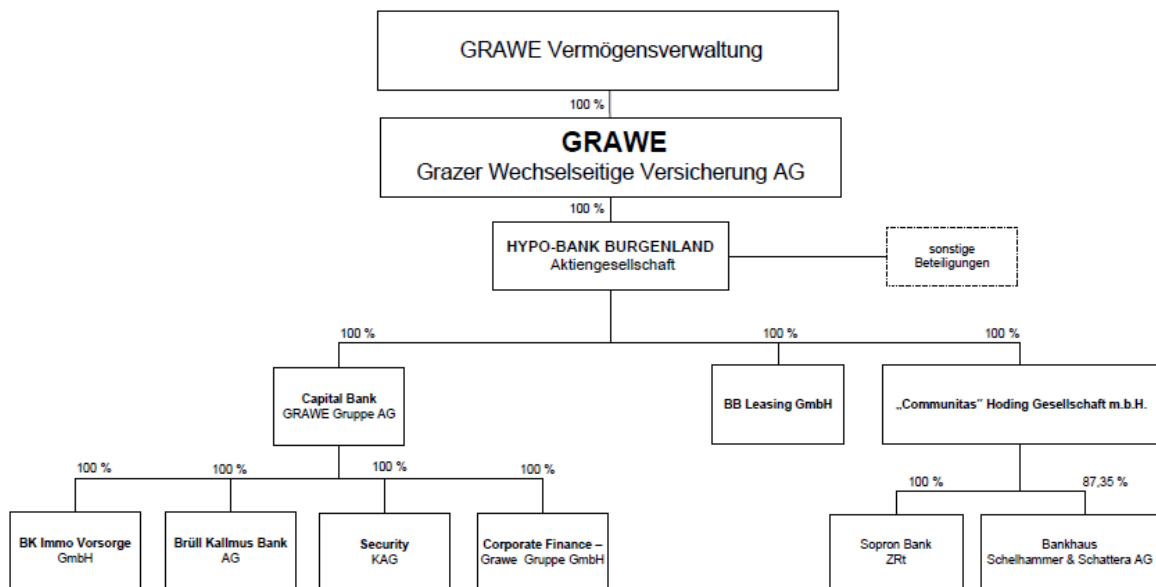 GRAWE Vermögensverwaltung
100 %
GRAWE
Grazer Wechselseitige Versicherung AG
100 %
HYPO-BANK BURGENLAND
Aktiengesellschaft
sonstige
Beteiligungen
100 %
100 %
100 %
Capital Bank
GRAWE Gruppe AG
BB Leasing GmbH
„Communitas" Hoding Gesellschaft m.b.H.
100 %
100 %
100 %
100 %
100 %
87,35 %
BK Immo Vorsorge
GmbH
Brüll Kallmus Bank
AG
Security
KAG
Corporate Finance –
Grawe Gruppe GmbH
Sopron Bank
ZRt
Bankhaus
Schelhammer & Schattera AG